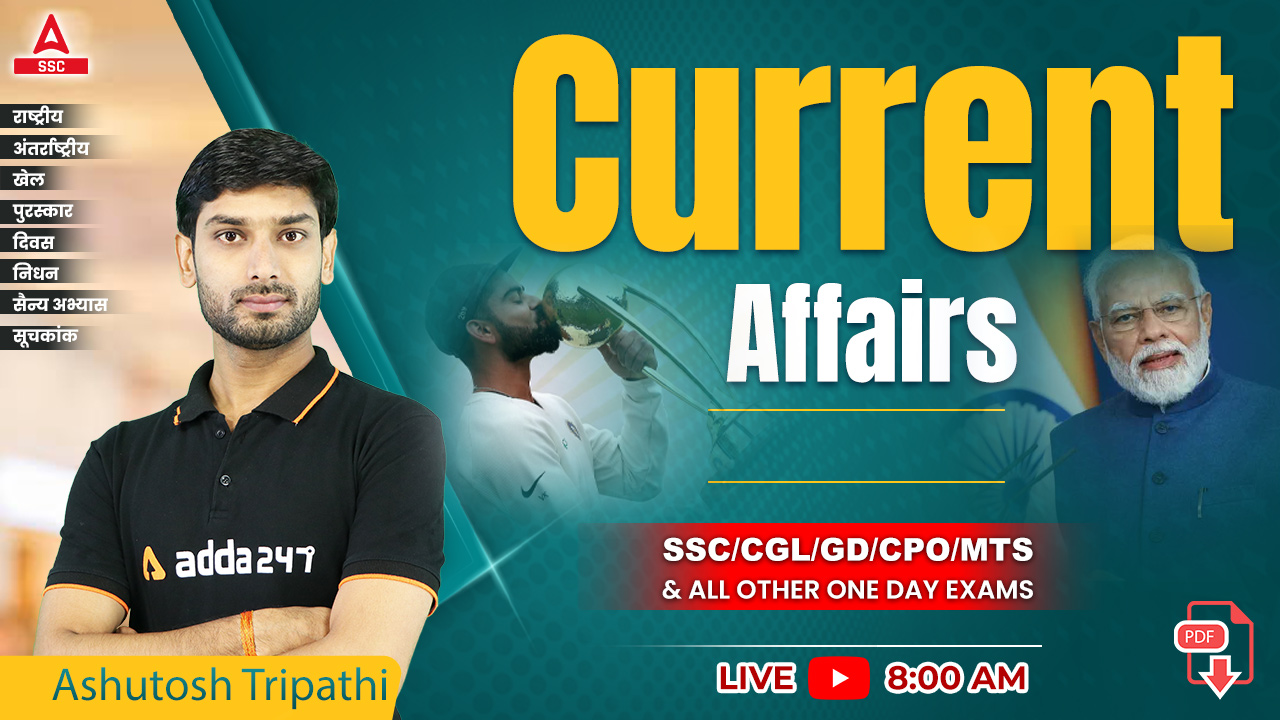 SSC
राष्ट्रीय
अंतर्राष्ट्रीय
खेल
पुरस्कार
दिवस
निधन
सैन्य अभ्यास
सूचकांक
Current
Affairs
adda247
VK
SSC/CGL/GD/CPO/MTS
& ALL OTHER ONE DAY EXAMS
LIVE 8:00 AM
PDF
Ashutosh Tripathi